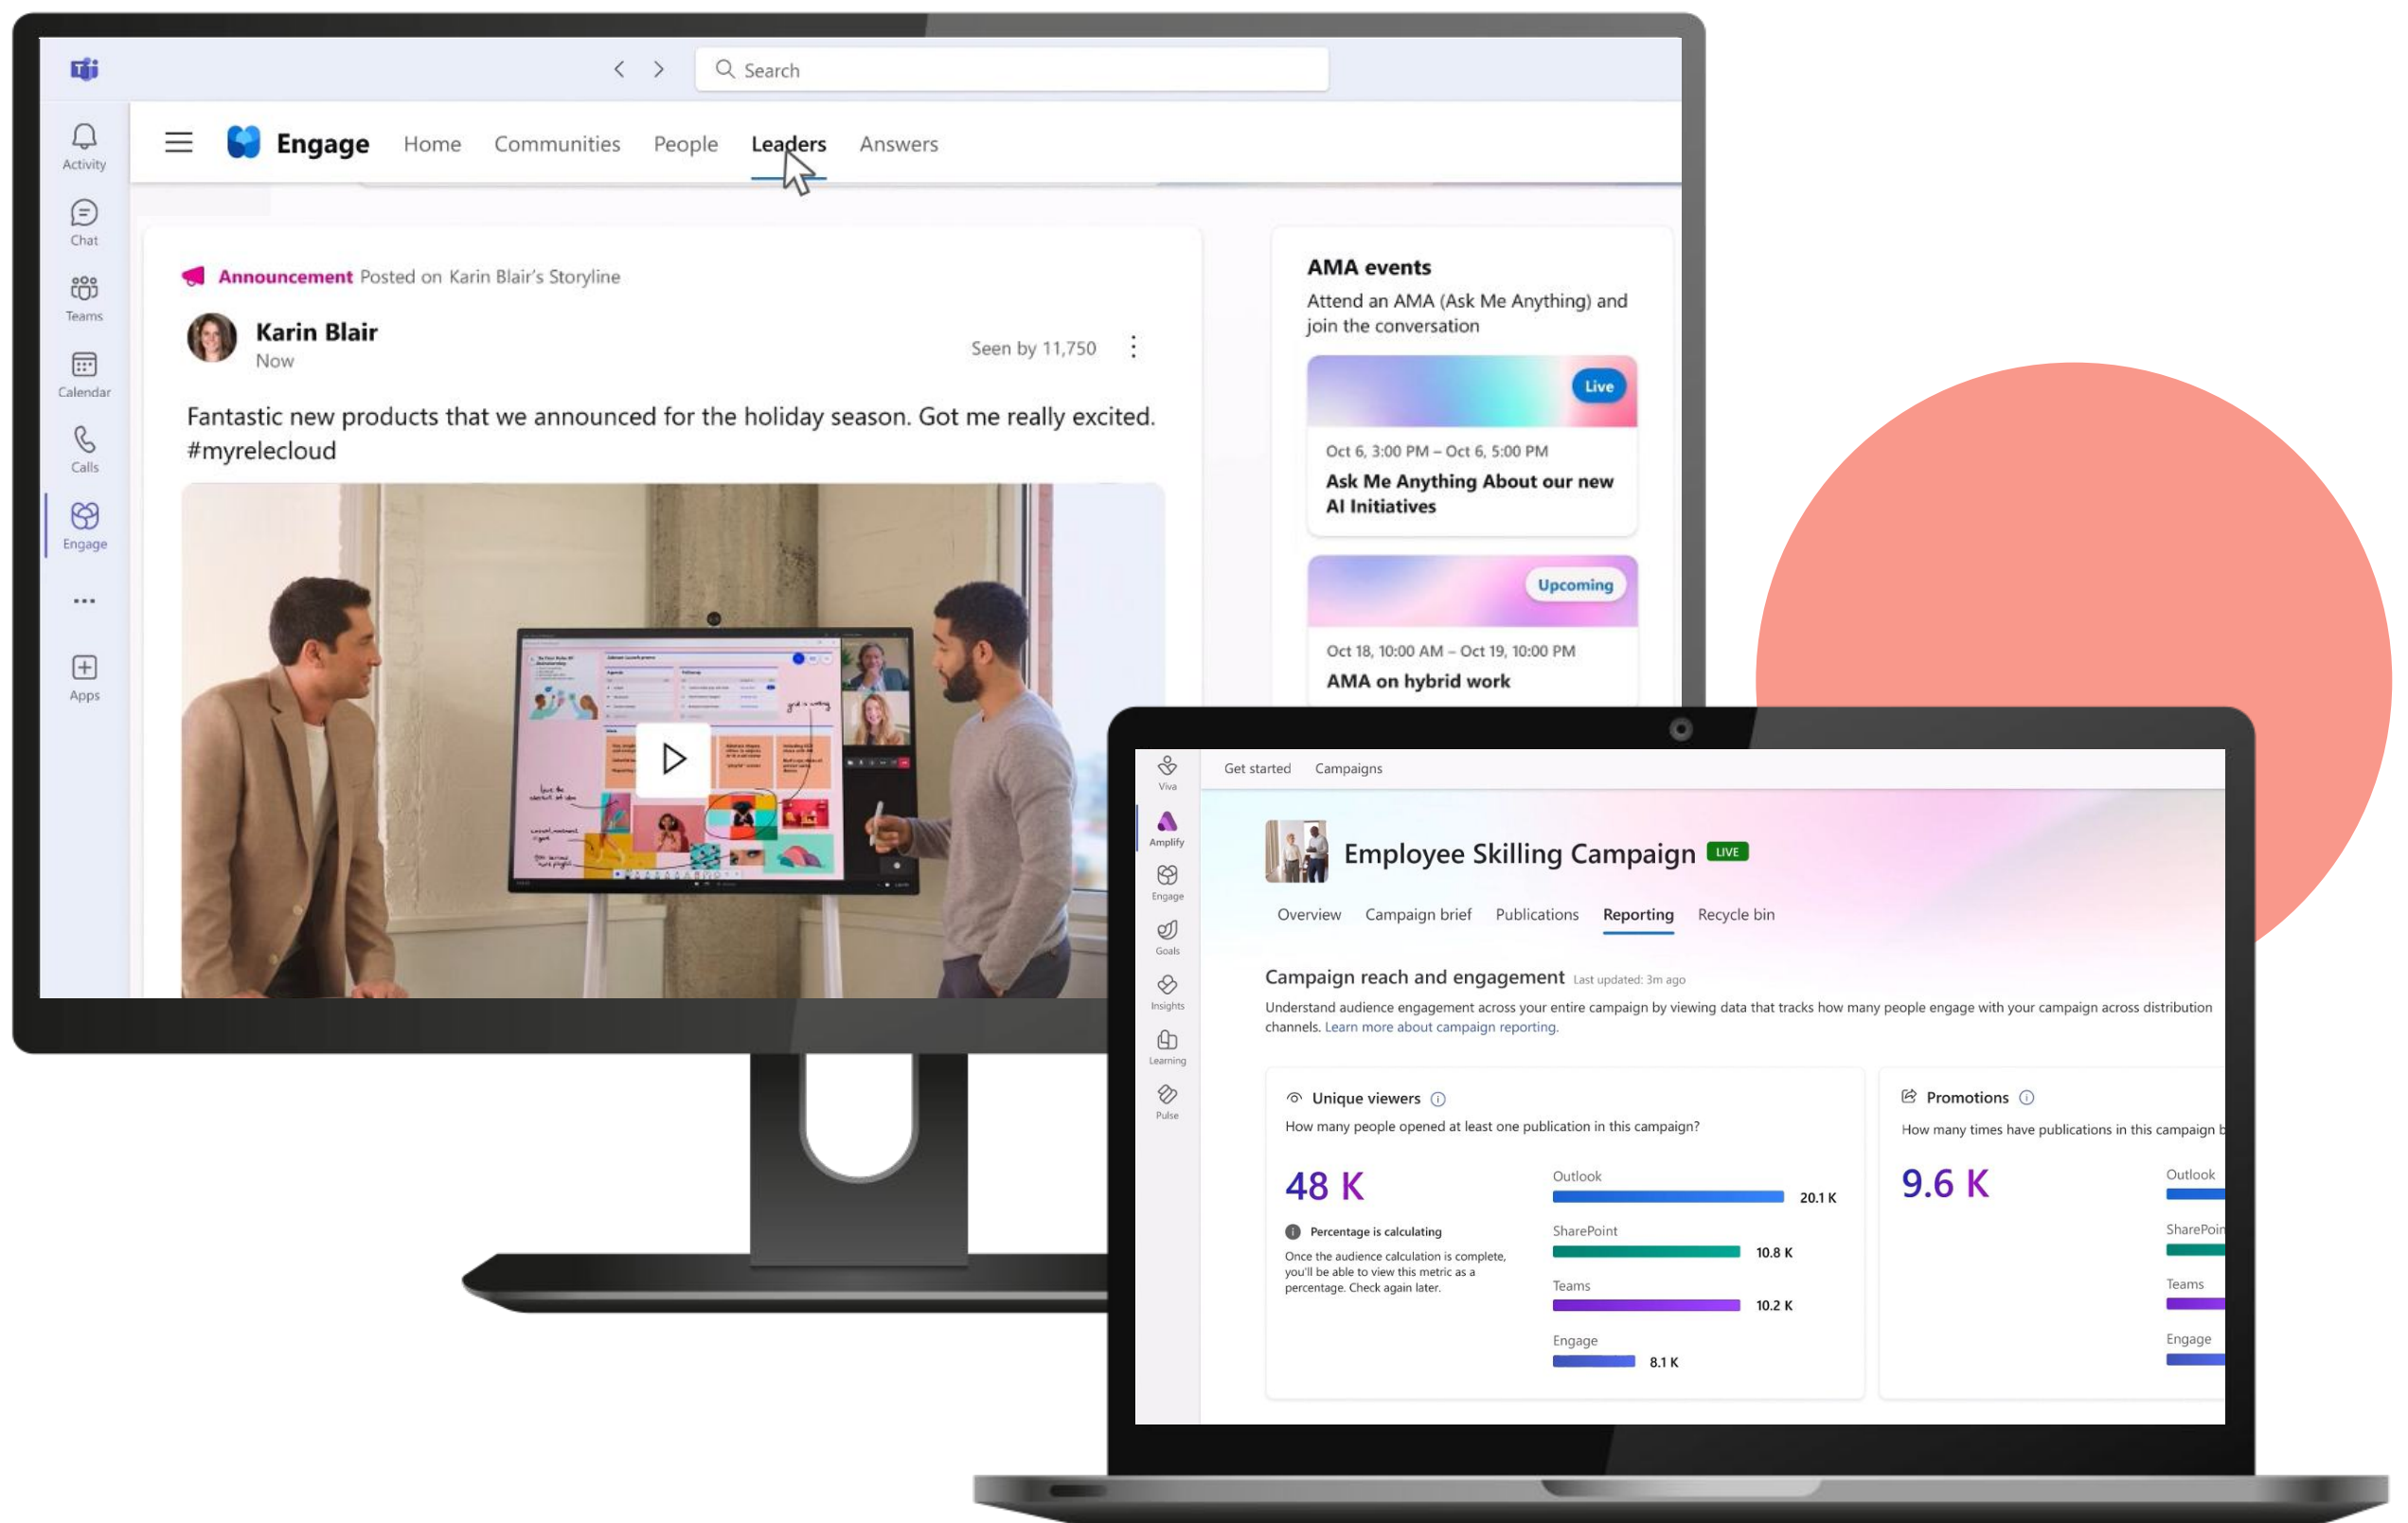 Search
Engage
Home
Communities
People
Leaders
Answers
Activity
Chat
Teams
Calendar
Calls
Engage
Apps
Announcement Posted on Karin Blair's Storyline
Karin Blair
Now
Seen by 11,750
Fantastic new products that we announced for the holiday season. Got me really excited.
#myrelecloud
AMA events
Attend an AMA (Ask Me Anything) and
join the conversation
Live
Oct 6, 3:00 PM – Oct 6, 5:00 PM
Ask Me Anything About our new
AI Initiatives
Upcoming
Oct 18, 10:00 AM – Oct 19, 10:00 PM
AMA on hybrid work
Viva
Amplify
Engage
Goals
Insights
Learning
Pulse
Get started
Campaigns
Employee Skilling Campaign LIVE
Overview
Campaign brief
Publications
Reporting
Recycle bin
Campaign reach and engagement Last updated: 3m ago
Understand audience engagement across your entire campaign by viewing data that tracks how many people engage with your campaign across distribution
channels. Learn more about campaign reporting.
Unique viewers
How many people opened at least one publication in this campaign?
48 K
Percentage is calculating
Once the audience calculation is complete,
you'll be able to view this metric as a
percentage. Check again later.
Outlook
20.1 K
SharePoint
10.8 K
Teams
10.2 K
Engage
8.1 K
Promotions
How many times have publications in this campaign b
9.6 K
Outlook
SharePoin
Teams
Engage